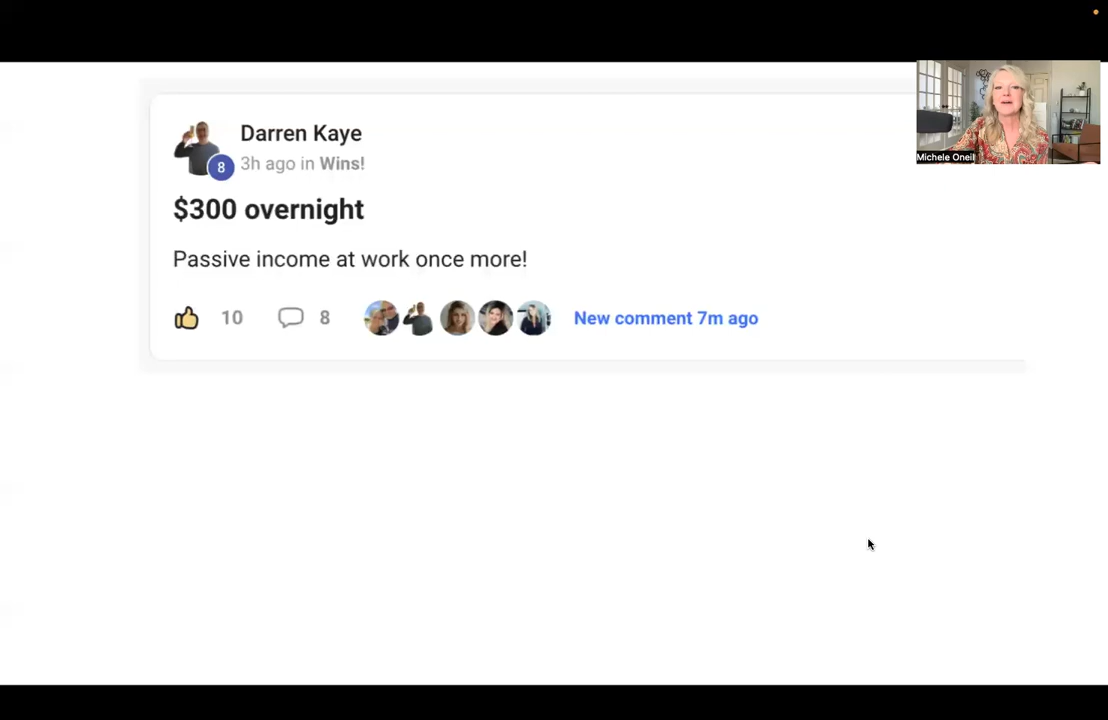 Darren Kaye
8
3h ago in Wins!
$300 overnight
Passive income at work once more!
10 8 New comment 7m ago
Michele Oneil